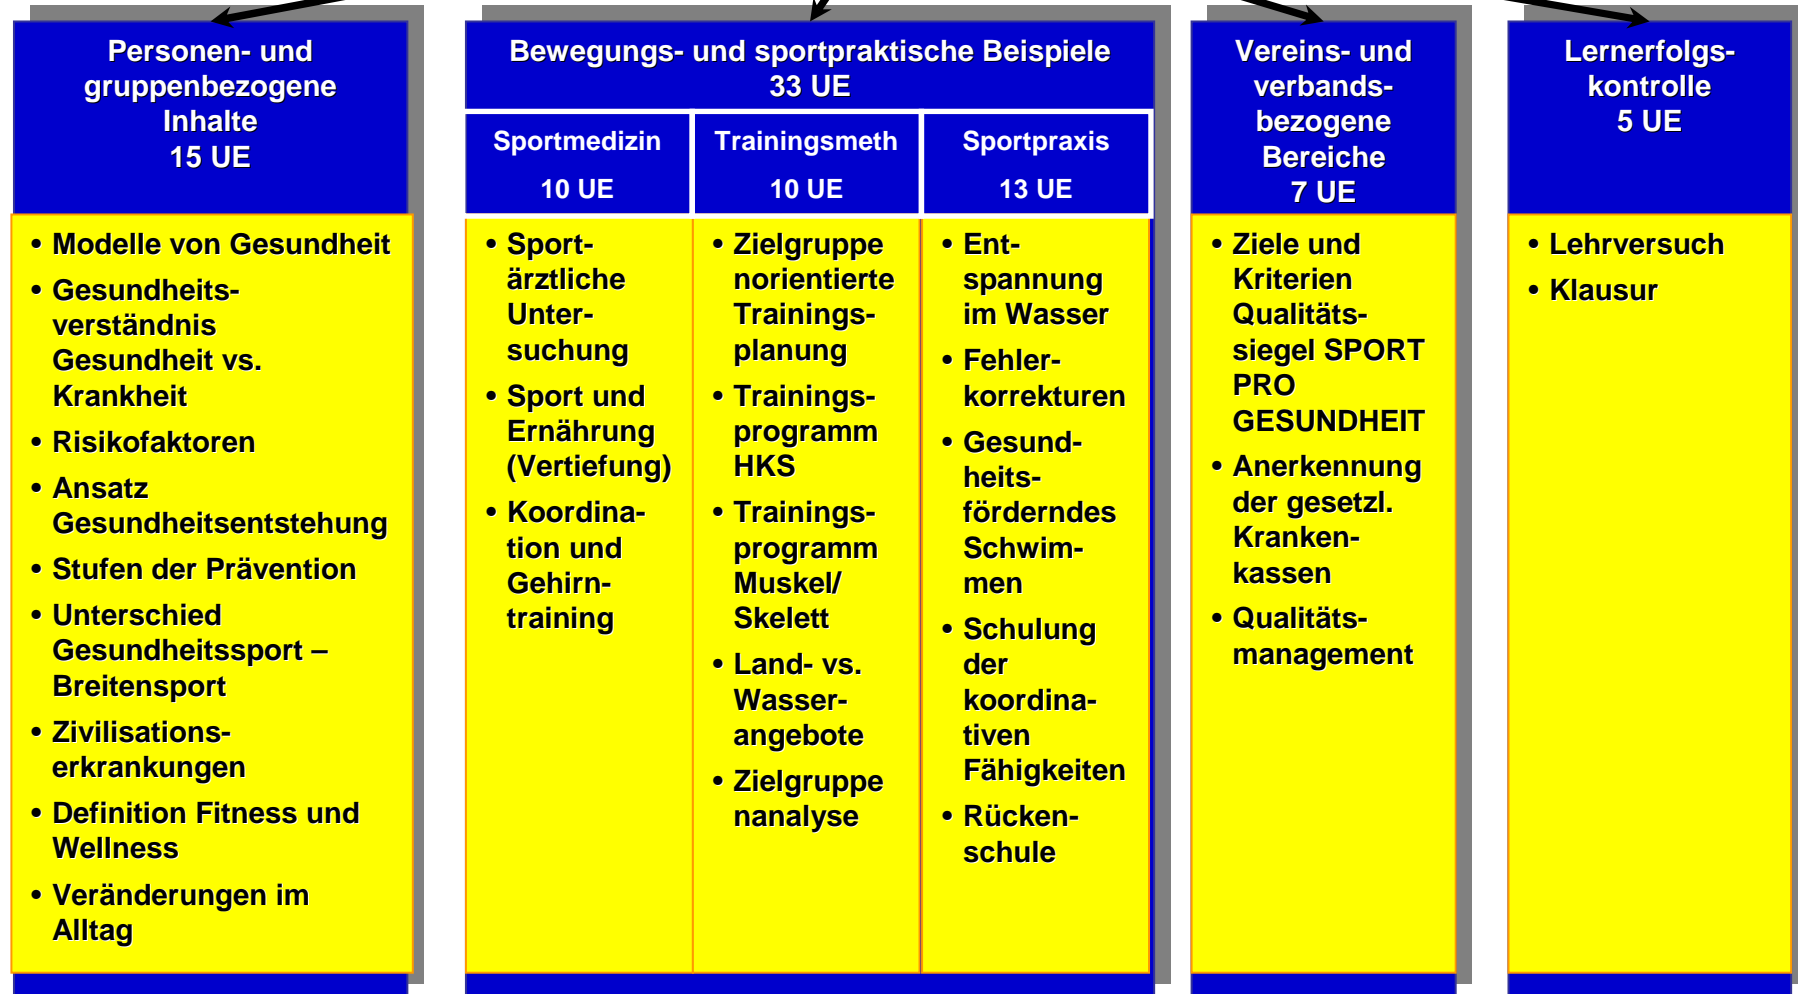 Personen- und
gruppenbezogene
Inhalte
15 UE
• Modelle von Gesundheit
• Gesundheits-
verständnis
Gesundheit vs.
Krankheit
• Risikofaktoren
• Ansatz
Gesundheitsentstehung
• Stufen der Prävention
• Unterschied
Gesundheitssport –
Breitensport
• Zivilisations-
erkrankungen
• Definition Fitness und
Wellness
• Veränderungen im
Alltag
Bewegungs- und sportpraktische Beispiele
33 UE
Sportmedizin
10 UE
• Sport-
ärztliche
Unter-
suchung
• Sport und
Ernährung
(Vertiefung)
• Koordina-
tion und
Gehirn-
training
Trainingsmeth
10 UE
• Zielgruppe
norientierte
Trainings-
planung
• Trainings-
programm
HKS
• Trainings-
programm
Muskel/
Skelett
• Land- vs.
Wasser-
angebote
• Zielgruppe
nanalyse
Sportpraxis
13 UE
• Ent-
spannung
im Wasser
• Fehler-
korrekturen
• Gesund-
heits-
förderndes
Schwim-
men
• Schulung
der
koordina-
tiven
Fähigkeiten
• Rücken-
schule
Vereins- und
verbands-
bezogene
Bereiche
7 UE
• Ziele und
Kriterien
Qualitäts-
siegel SPORT
PRO
GESUNDHEIT
• Anerkennung
der gesetzl.
Kranken-
kassen
• Qualitäts-
management
Lernerfolgs-
kontrolle
5 UE
• Lehrversuch
• Klausur